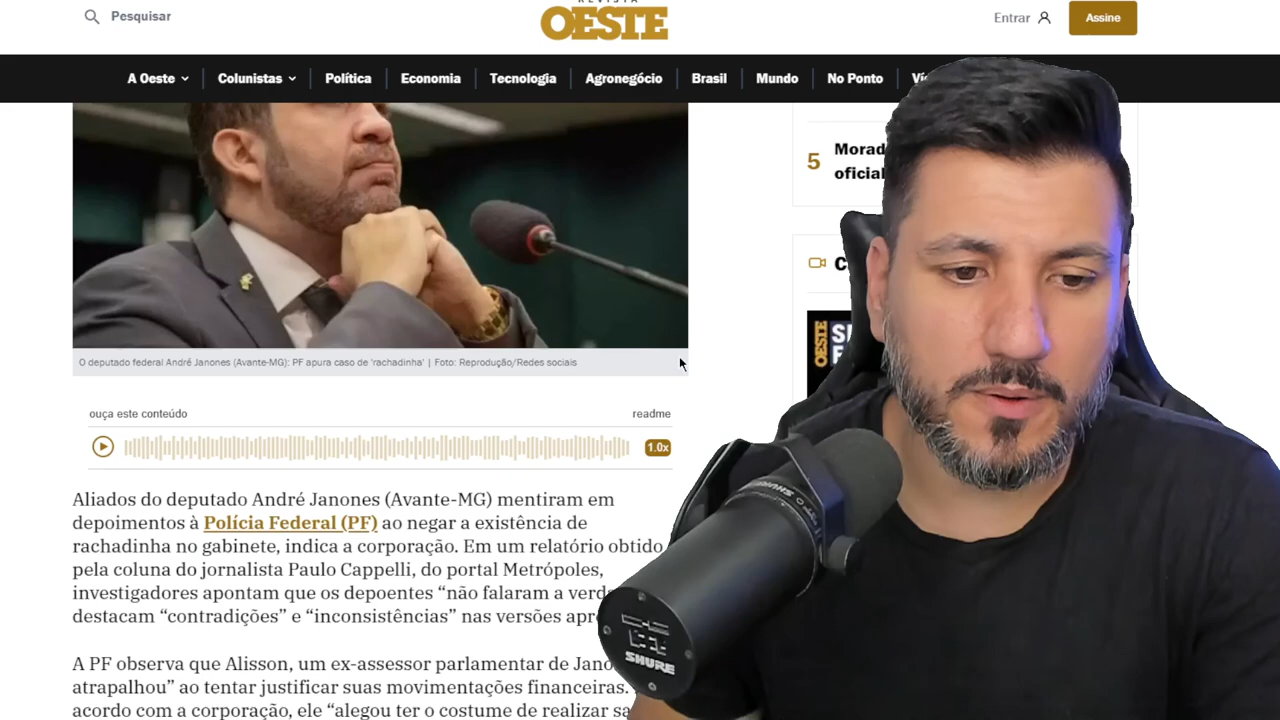 Pesquisar
REVISTA
OESTE
Entrar
Assine
A Oeste
Colunistas
Política
Economia
Tecnologia
Agronegócio
Brasil
Mundo
No Ponto
5
oficial
O deputado federal André Janones (Avante-MG): PF apura caso de 'rachadinha' | Foto: Reprodução/Redes sociais
OESTE
ouça este conteúdo
readme
1.0x
Aliados do deputado André Janones (Avante-MG) mentiram em
depoimentos à Polícia Federal (PF) ao negar a existência de
rachadinha no gabinete, indica a corporação. Em um relatório obtido
pela coluna do jornalista Paulo Cappelli, do portal Metrópoles,
investigadores apontam que os depoentes “não falaram a
destacam “contradições” e “inconsistências” nas versões
A PF observa que Alisson, um ex-assessor parlamentar de
atrapalhou” ao tentar justificar suas movimentações financeiras.
acordo com a corporação, ele “alegou ter o costume de realizar
SHURE
SHURE